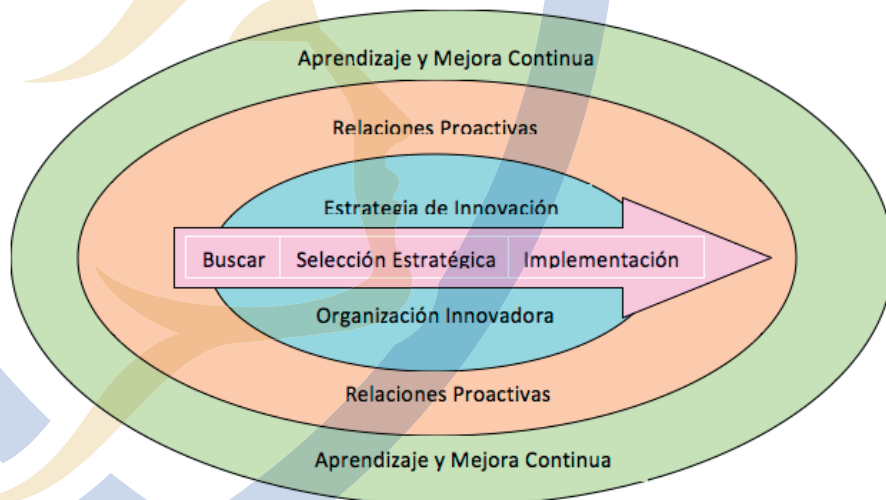 Aprendizaje y Mejora Continua
Relaciones Proactivas
Estrategia de Innovación
Buscar Selección Estratégica Implementación
Organización Innovadora
Relaciones Proactivas
Aprendizaje y Mejora Continua